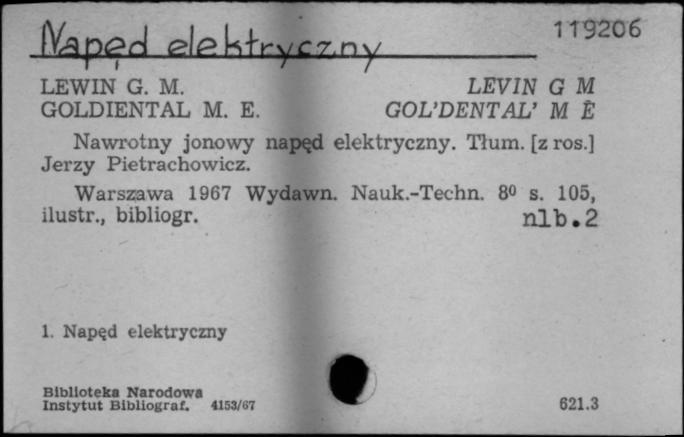 119206
Napęd elektryczny
LEWIN G. M. LEVIN G M
GOLDIENTAL M. E. GOL'DENTAL' M È
Nawrotny jonowy napęd elektryczny. Tłum. [z ros.]
Jerzy Pietrachowicz.
Warszawa 1967 Wydawn. Nauk.-Techn. 8⁰ s. 105,
ilustr., bibliogr. nlb.2
1. Napęd elektryczny
Biblioteka Narodowa
Instytut Bibliograf. 4153/67 621.3